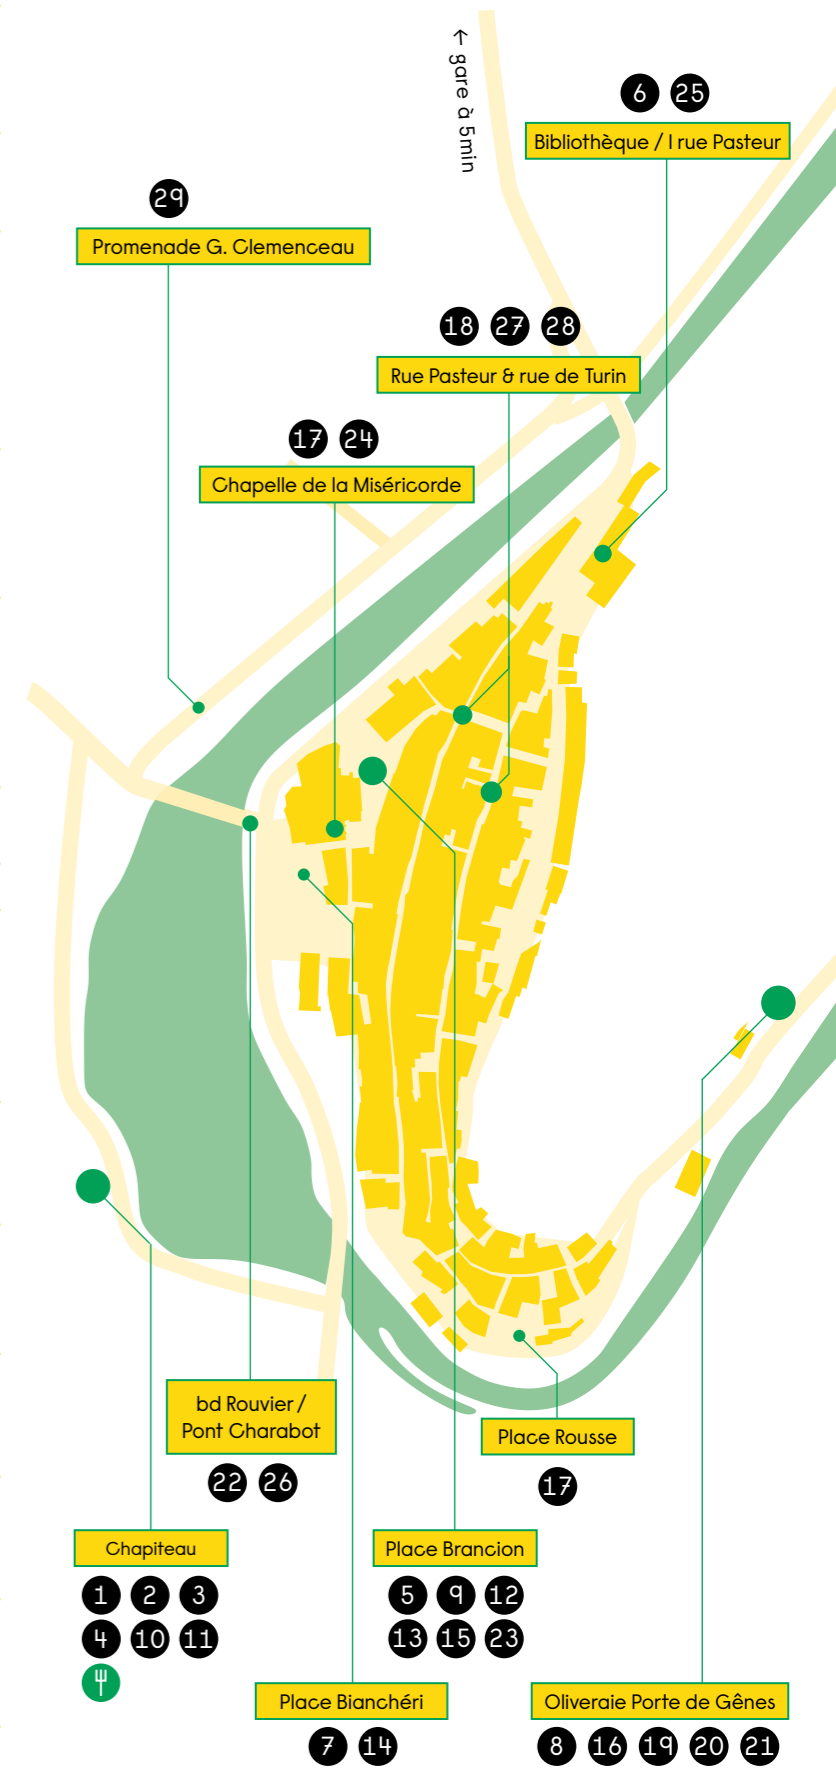 ← gare à 5min
6 25
Bibliothèque / 1 rue Pasteur
29
Promenade G. Clemenceau
18 27 28
Rue Pasteur & rue de Turin
17 24
Chapelle de la Miséricorde
bd Rouvier /
Pont Charabot
22 26
Place Rousse
17
Chapiteau
1 2 3
4 10 11
Place Brancion
5 9 12
13 15 23
Place Bianchéri
7 14
Oliveraie Porte de Gênes
8 16 19 20 21